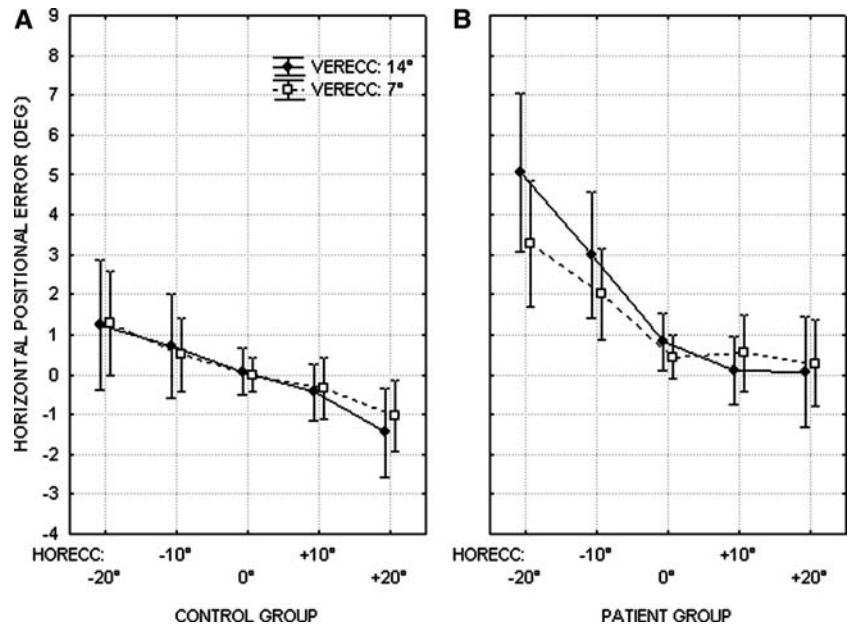 A
B
VERECC: 14°
VERECC: 7°
HORIZONTAL POSITIONAL ERROR (DEG)
9
8
7
6
5
4
3
2
1
0
-1
-2
-3
-4
HORECC: -10° +10°
-20° 0° +20°
CONTROL GROUP
HORECC: -10° +10°
-20° 0° +20°
PATIENT GROUP